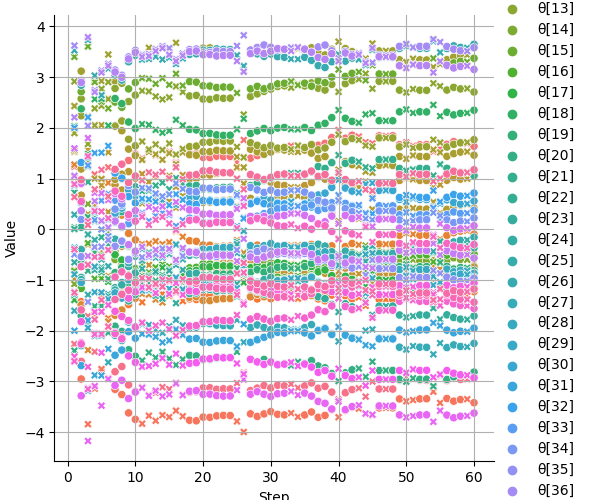 4
3
2
1
0
−1
−2
−3
−4
Value
0
10
20
30
40
50
60
Step
θ[13]
θ[14]
θ[15]
θ[16]
θ[17]
θ[18]
θ[19]
θ[20]
θ[21]
θ[22]
θ[23]
θ[24]
θ[25]
θ[26]
θ[27]
θ[28]
θ[29]
θ[30]
θ[31]
θ[32]
θ[33]
θ[34]
θ[35]
θ[36]